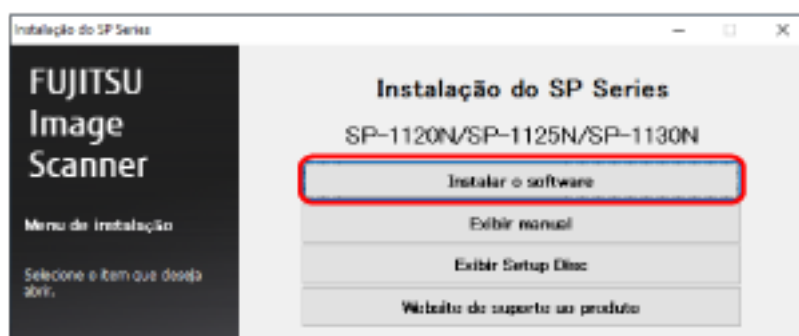 Instalação do SP Series
FUJITSU
Image
Scanner
Menu de instalação
Selecione o item que deseja
abrir.
Instalação do SP Series
SP-1120N/SP-1125N/SP-1130N
Instalar o software
Exibir manual
Exibir Setup Disc
Website de suporte ao produto